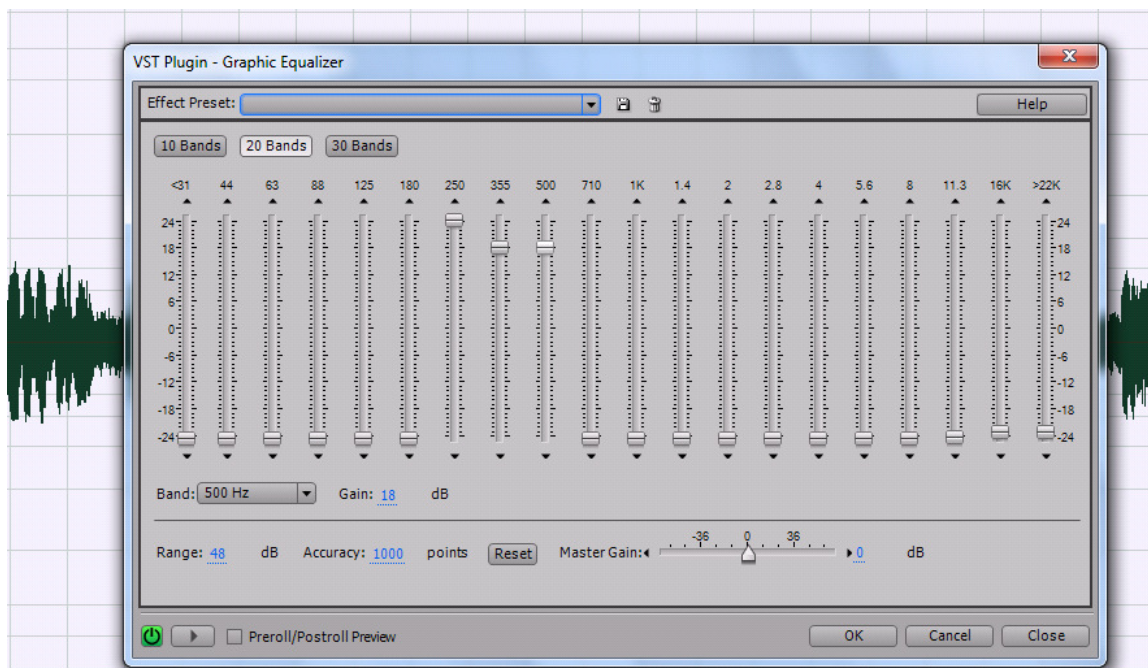 VST Plugin - Graphic Equalizer
Effect Preset:
Help
10 Bands 20 Bands 30 Bands
<31 44 63 88 125 180 250 355 500 710 1K 1.4 2 2.8 4 5.6 8 11.3 16K >22K
24 24
18 18
12 12
6 6
0 0
-6 -6
-12 -12
-18 -18
-24 -24
Band: 500 Hz Gain: 18 dB
-36 0 36
Range: 48 dB Accuracy: 1000 points Reset Master Gain: 0 dB
Preroll/Postroll Preview OK Cancel Close